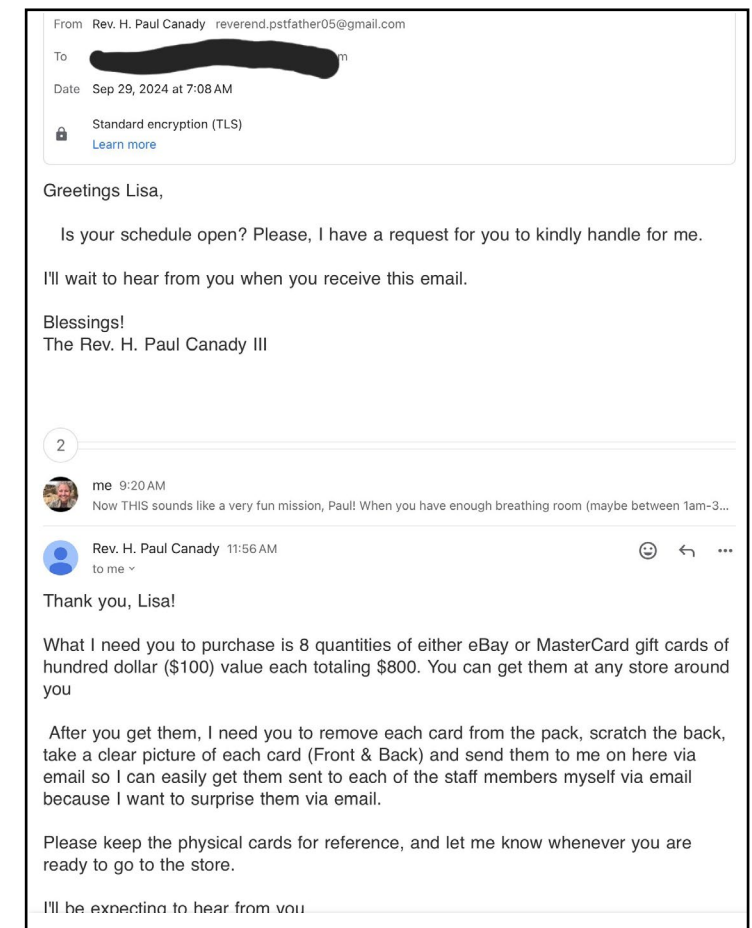 From Rev. H. Paul Canady reverend.pstfather05@gmail.com
To m
Date Sep 29, 2024 at 7:08 AM
Standard encryption (TLS)
Learn more
Greetings Lisa,
Is your schedule open? Please, I have a request for you to kindly handle for me.
I'll wait to hear from you when you receive this email.
Blessings!
The Rev. H. Paul Canady III
2
me 9:20 AM
Now THIS sounds like a very fun mission, Paul! When you have enough breathing room (maybe between 1am-3...
Rev. H. Paul Canady 11:56 AM
to me
Thank you, Lisa!
What I need you to purchase is 8 quantities of either eBay or MasterCard gift cards of
hundred dollar ($100) value each totaling $800. You can get them at any store around
you
After you get them, I need you to remove each card from the pack, scratch the back,
take a clear picture of each card (Front & Back) and send them to me on here via
email so I can easily get them sent to each of the staff members myself via email
because I want to surprise them via email.
Please keep the physical cards for reference, and let me know whenever you are
ready to go to the store.
I'll be expecting to hear from you